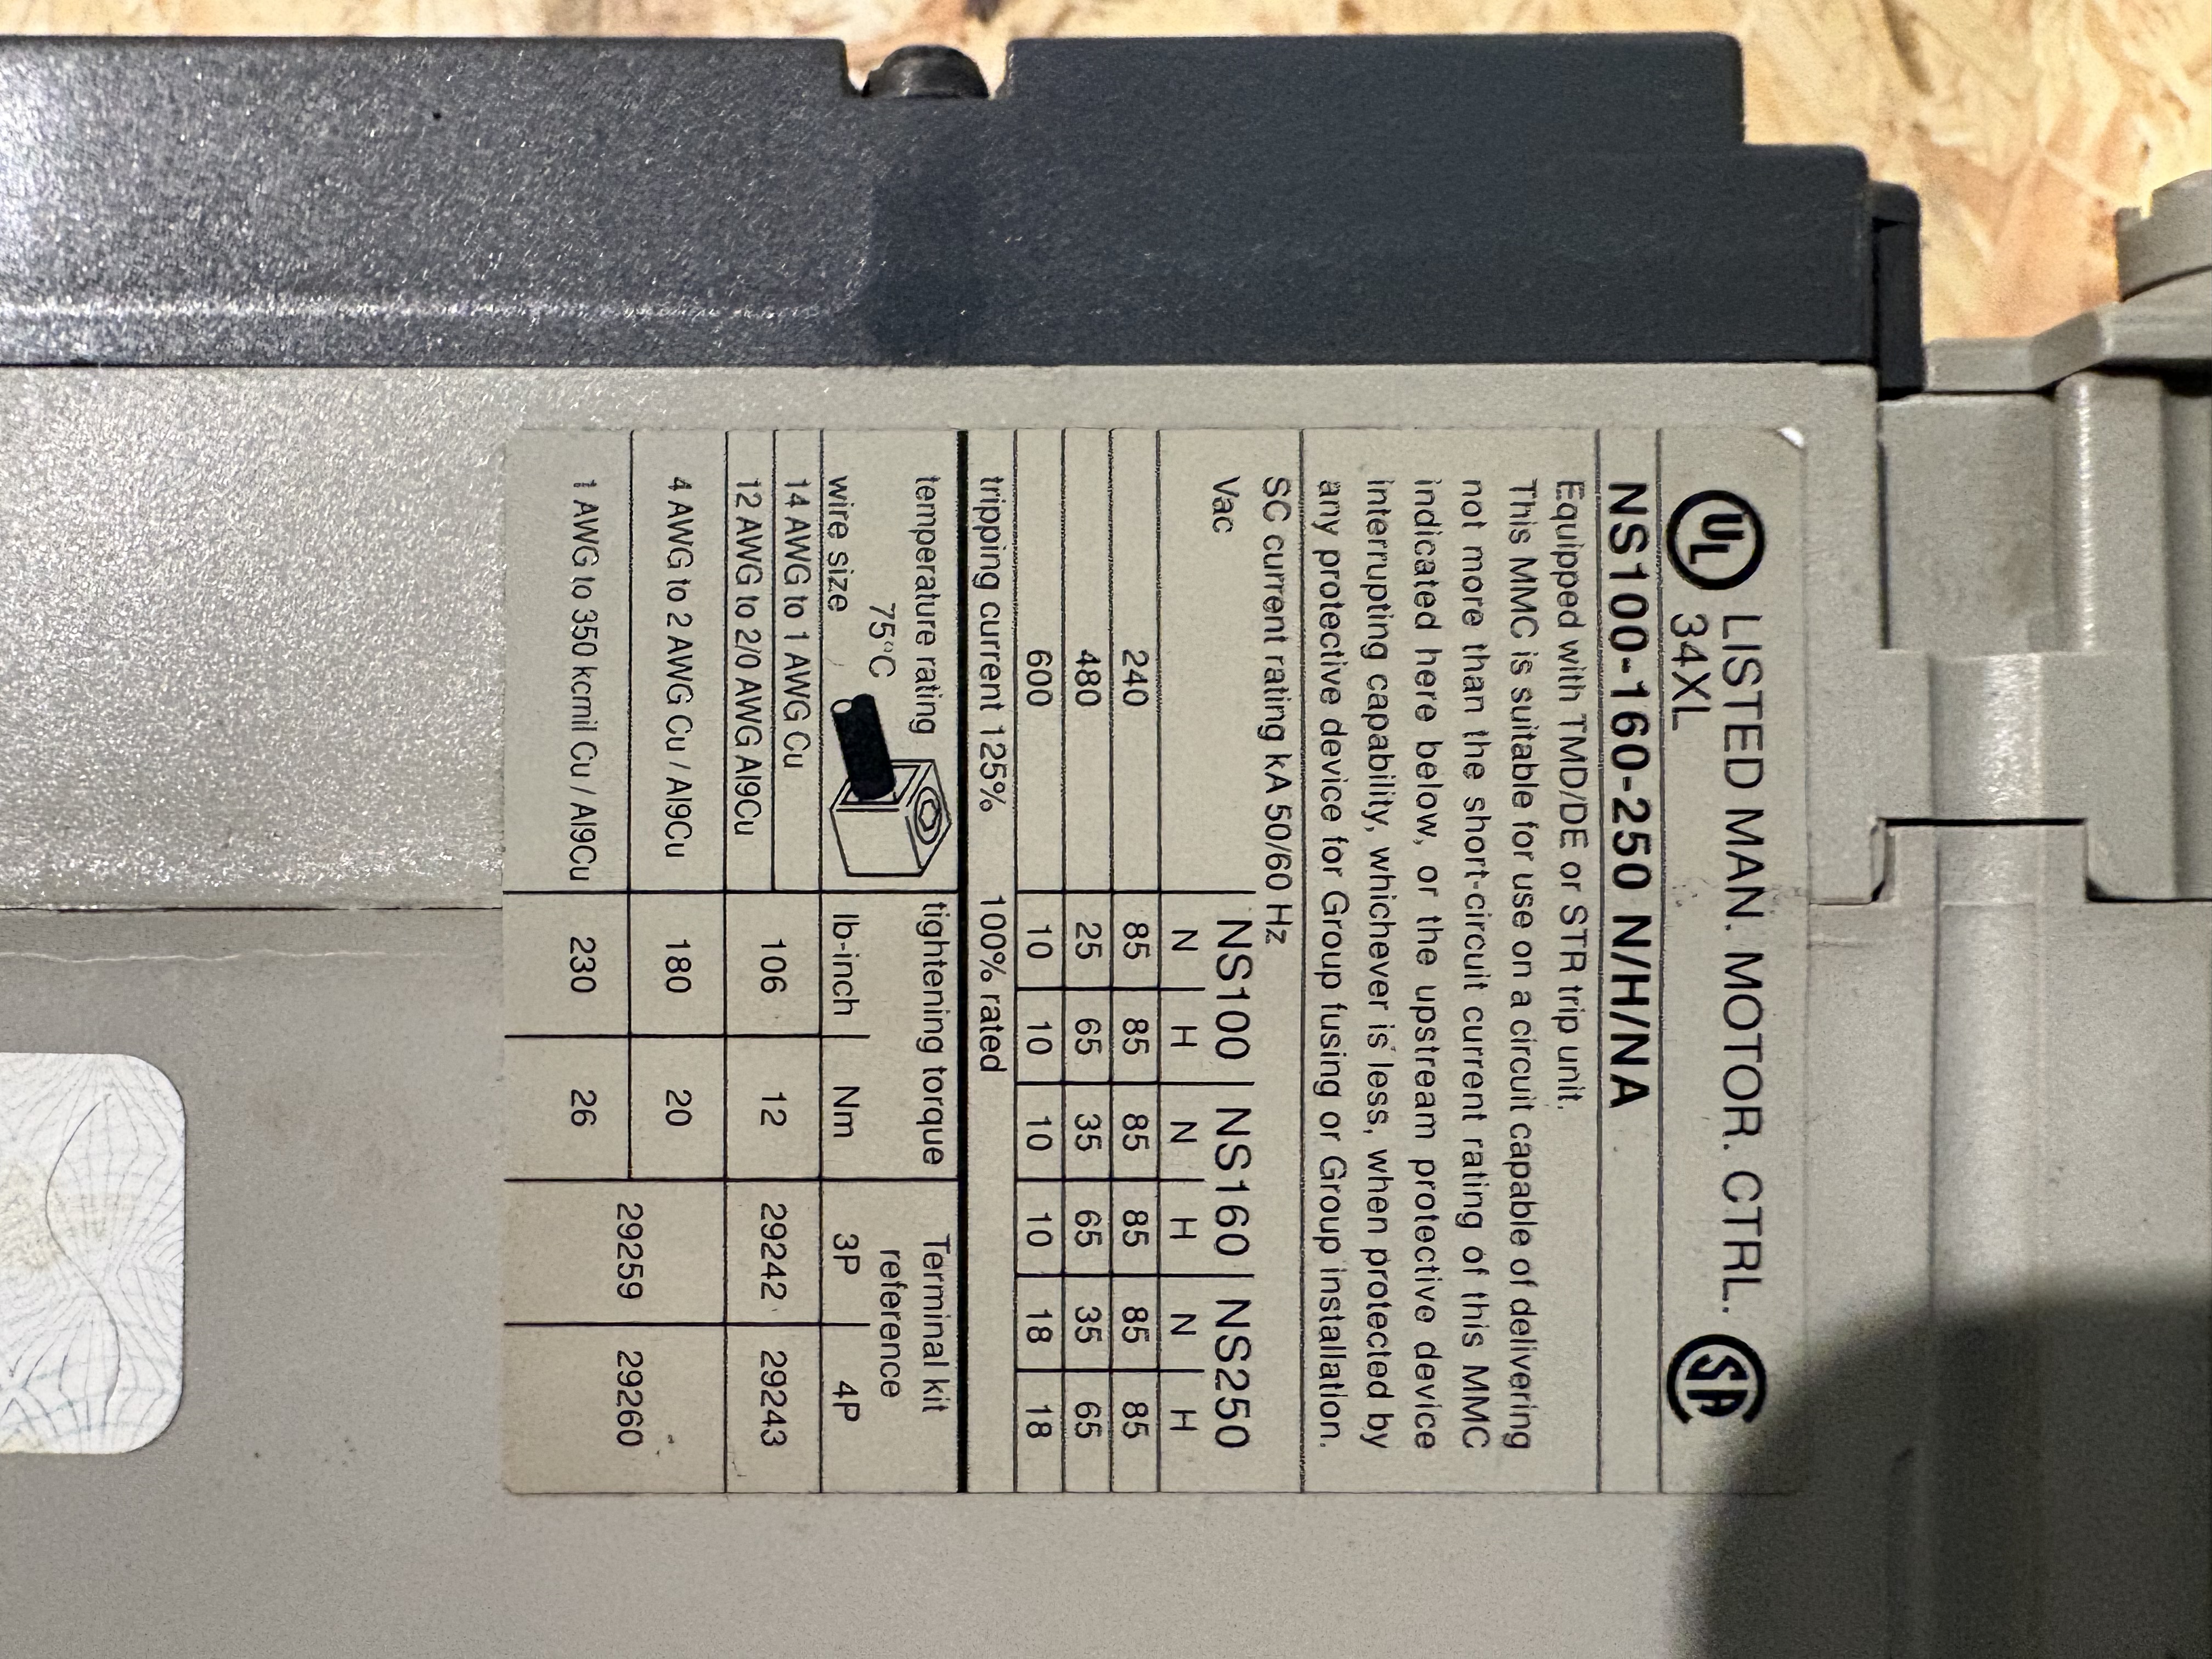 UL LISTED MAN. MOTOR. CTRL. SA
34XL
NS100-160-250 N/H/NA
Equipped with TMD/DE or STR trip unit.
This MMC is suitable for use on a circuit capable of delivering
not more than the short-circuit current rating of this MMC
indicated here below, or the upstream protective device
interrupting capability, whichever is less, when protected by
any protective device for Group fusing or Group installation.
SC current rating kA 50/60 Hz
Vac NS100 NS160 NS250
N H N H N H
240 85 85 85 85 85 85
480 25 65 35 65 35 65
600 10 10 10 10 18 18
tripping current 125% 100% rated
temperature rating tightening torque Terminal kit
75°C reference
wire size lb-inch Nm 3P 4P
14 AWG to 1 AWG Cu 106 12 29242 29243
12 AWG to 2/0 AWG Al9Cu
4 AWG to 2 AWG Cu / Al9Cu 180 20 29259 29260
1 AWG to 350 kcmil Cu / Al9Cu 230 26